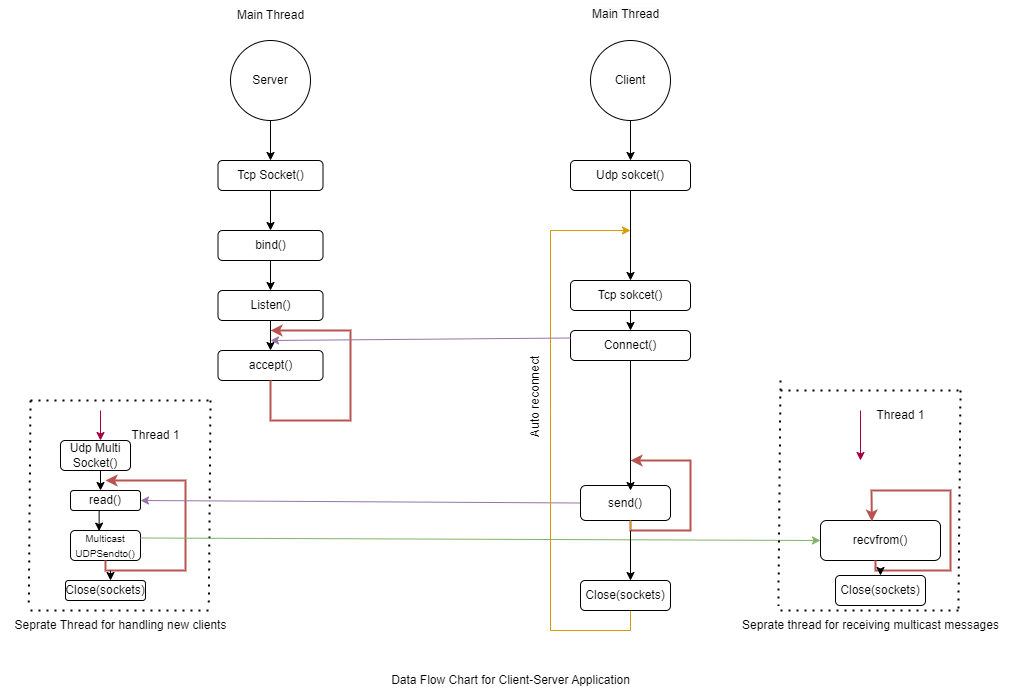 Main Thread
Main Thread
Server
Client
Tcp Socket()
Udp sokcet()
bind()
Tcp sokcet()
Listen()
Connect()
accept()
Auto reconnect
Thread 1
Udp Multi
Socket()
read()
Multicast
UDPSendto()
Close(sockets)
Seprate Thread for handling new clients
send()
Close(sockets)
Thread 1
recvfrom()
Close(sockets)
Seprate thread for receiving multicast messages
Data Flow Chart for Client-Server Application